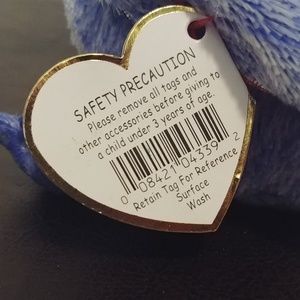 SAFETY PRECAUTION
Please remove all tags and
other accessories before giving to
a child under 3 years of age.
0 08421 04339 2
Retain Tag For Reference
Surface
Wash